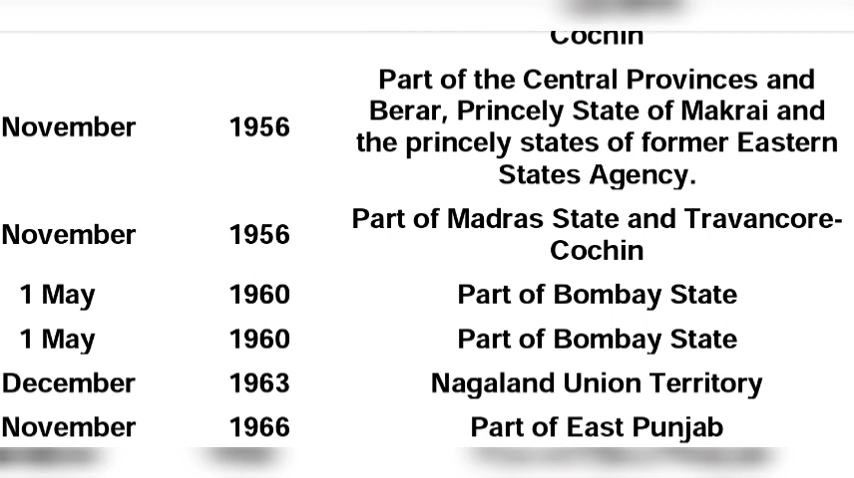 Cochin
Part of the Central Provinces and
Berar, Princely State of Makrai and
November 1956
the princely states of former Eastern
States Agency.
Part of Madras State and Travancore-
November 1956
Cochin
1 May 1960 Part of Bombay State
1 May 1960 Part of Bombay State
December 1963 Nagaland Union Territory
November 1966 Part of East Punjab